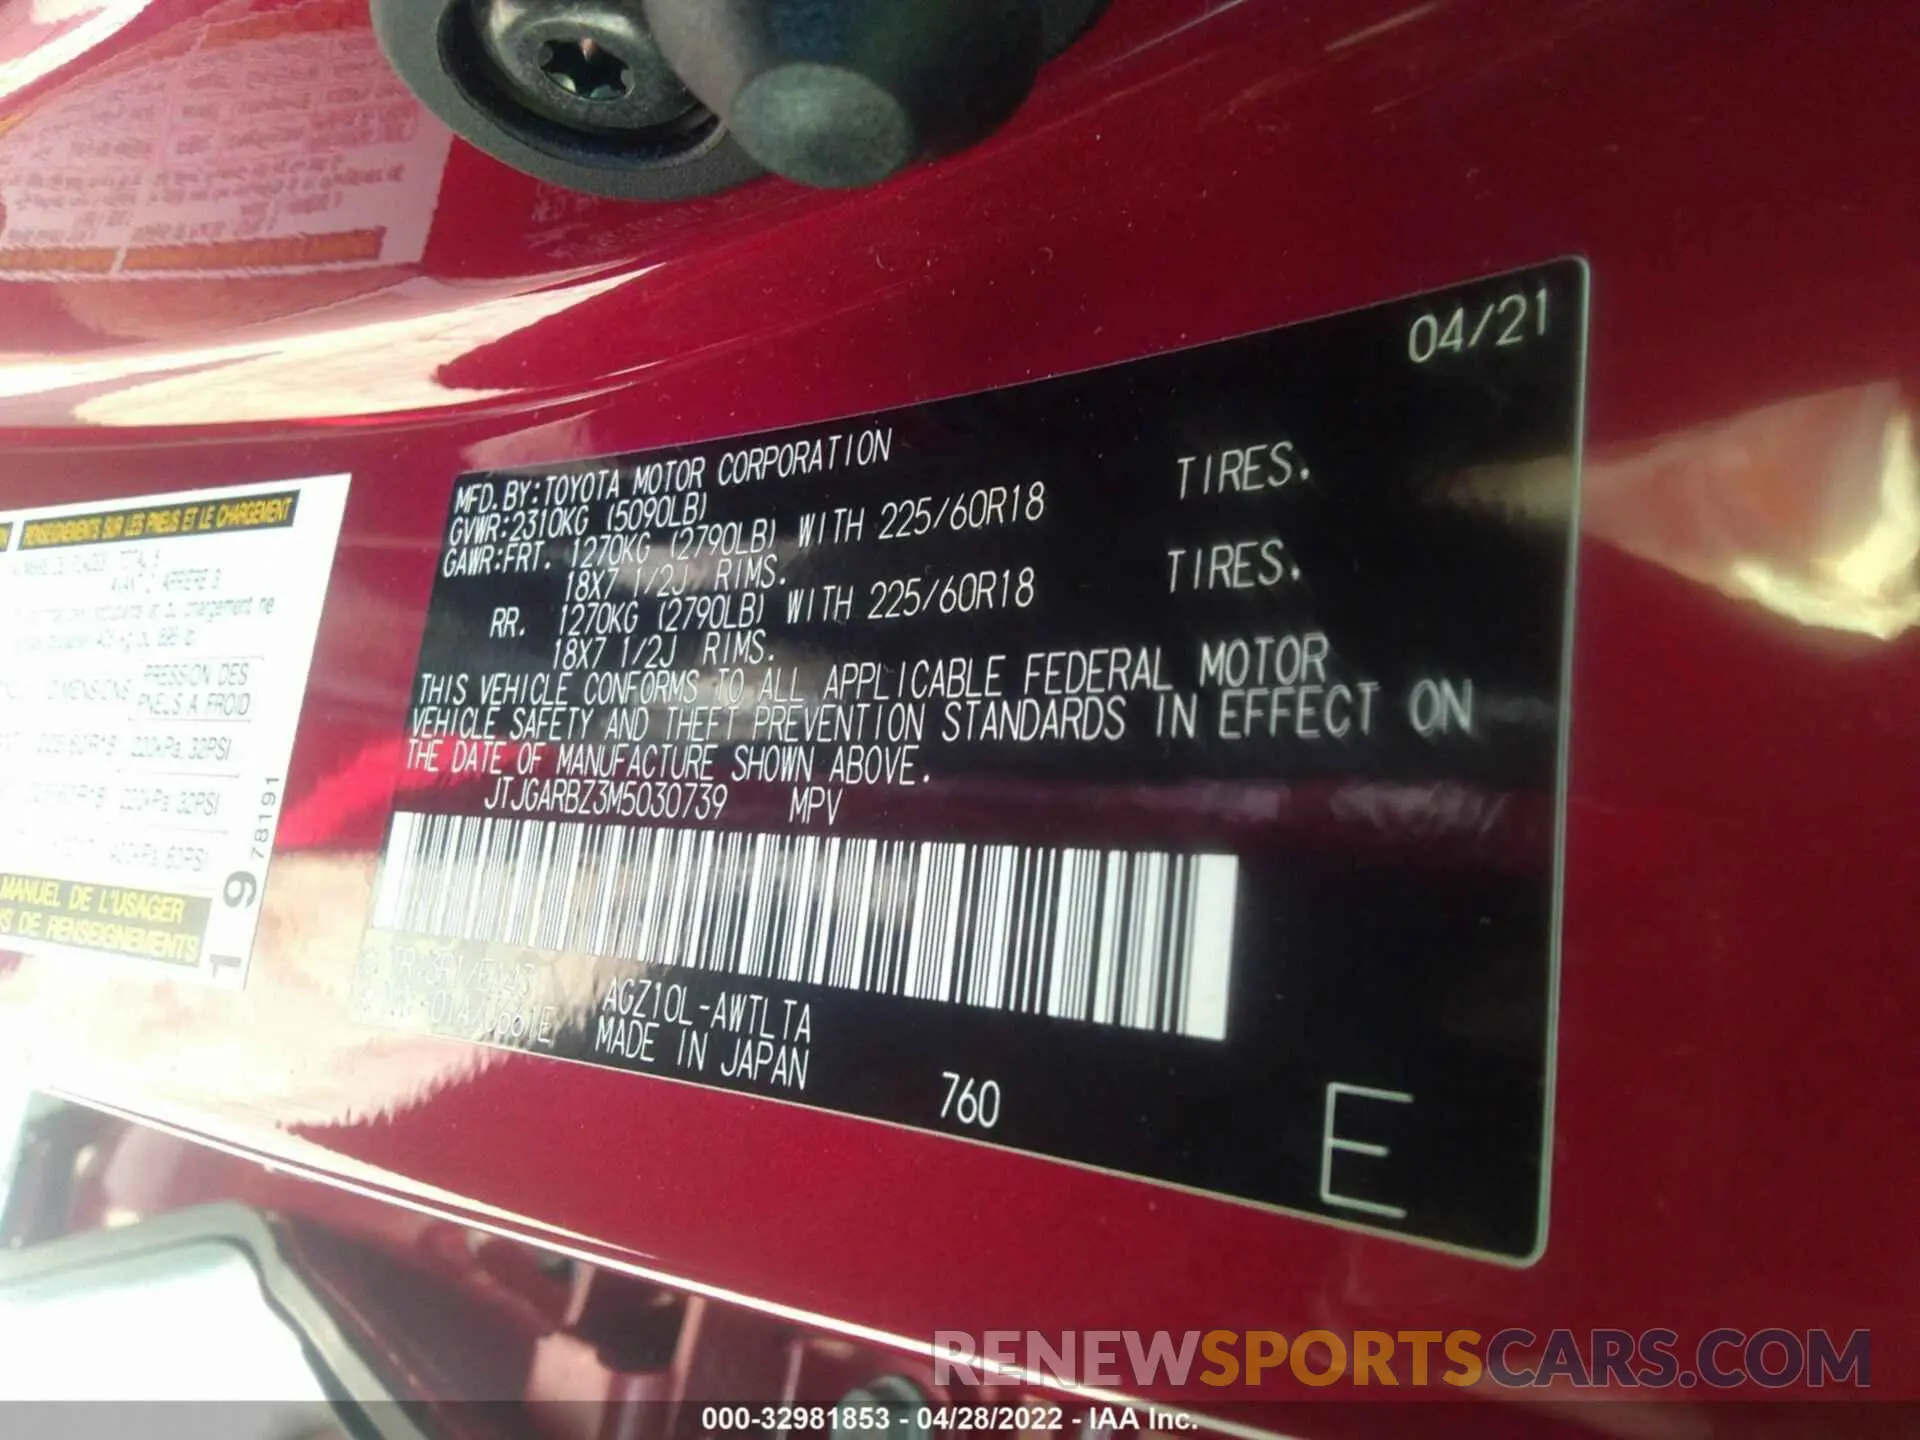 04/21
MFD.BY:TOYOTA MOTOR CORPORATION
GVWR:2310KG (5090LB)
GAWR:FRT. 1270KG (2790LB) WITH 225/60R18 TIRES.
18X7 1/2J RIMS.
RR. 1270KG (2790LB) WITH 225/60R18 TIRES.
18X7 1/2J RIMS.
THIS VEHICLE CONFORMS TO ALL APPLICABLE FEDERAL MOTOR
VEHICLE SAFETY AND THEFT PREVENTION STANDARDS IN EFFECT ON
THE DATE OF MANUFACTURE SHOWN ABOVE.
JTJGARBZ3M5030739 MPV
AGZ10L-AWTLTA
MADE IN JAPAN
760
E
RENSEIGNEMENTS SUR LES PNEUS ET LE CHARGEMENT
PRESSION DES
DIMENSIONS PNEUS A FROID
225/60R18 220kPa, 32PSI
220kPa 32PSI
60PSI
MANUEL DE L'USAGER
DE RENSEIGNEMENTS
1978191
RENEWSPORTSCARS.COM
000-32981853 - 04/28/2022 - IAA Inc.